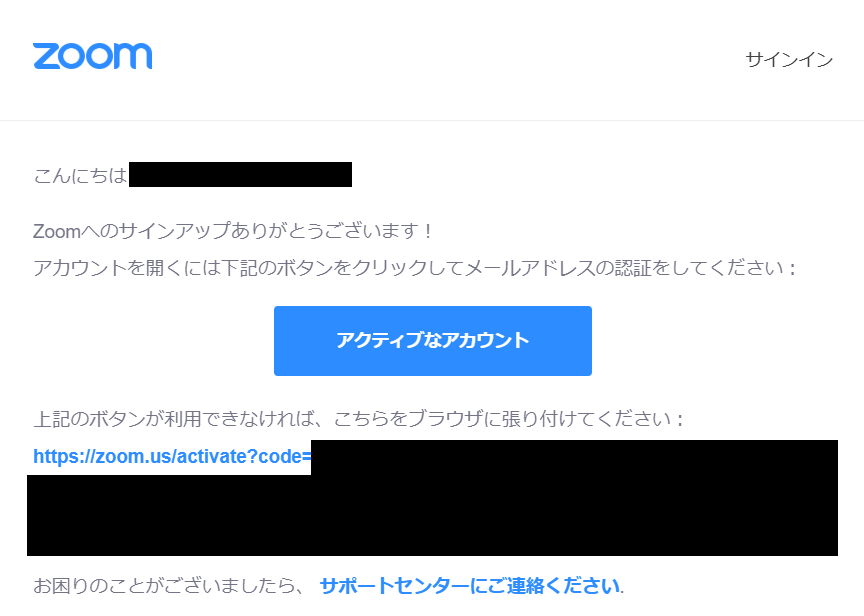 zoom
サインイン
こんにちは
Zoomへのサインアップありがとうございます！
アカウントを開くには下記のボタンをクリックしてメールアドレスの認証をしてください：
アクティブなアカウント
上記のボタンが利用できなければ、こちらをブラウザに張り付けてください：
https://zoom.us/activate?code=
お困りのことがございましたら、 サポートセンターにご連絡ください.